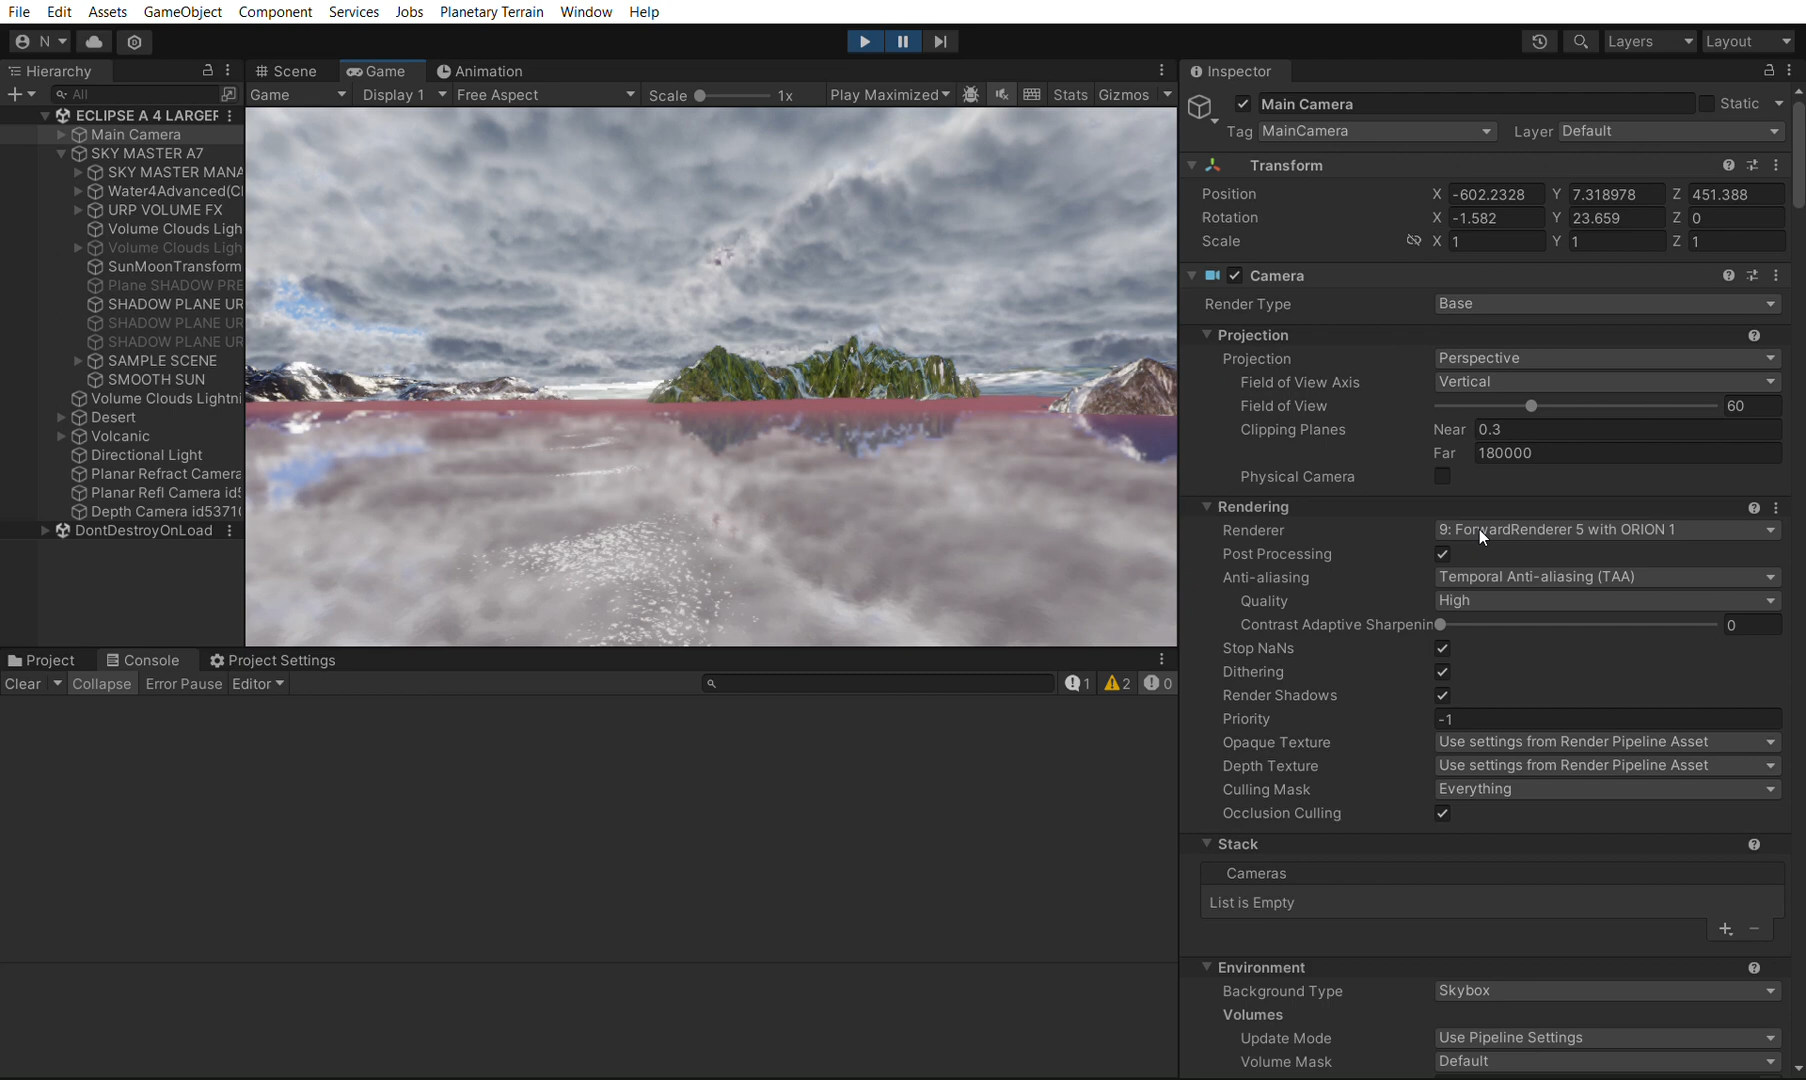 File Edit Assets GameObject Component Services Jobs Planetary Terrain Window Help
N Layers Layout
Hierarchy # Scene Game Animation Inspector
All Game Display 1 Free Aspect Scale 1x Play Maximized Stats Gizmos
Main Camera Static
Tag MainCamera Layer Default
ECLIPSE A 4 LARGER
Main Camera
SKY MASTER A7
SKY MASTER MANA
Water4Advanced(Cl
URP VOLUME FX
Volume Clouds Ligh
Volume Clouds Ligh
SunMoonTransform
Plane SHADOW PRE
SHADOW PLANE UR
SHADOW PLANE UR
SHADOW PLANE UR
SAMPLE SCENE
SMOOTH SUN
Volume Clouds Lightni
Desert
Volcanic
Directional Light
Planar Refract Camera
Planar Refl Camera id5
Depth Camera id5371
DontDestroyOnLoad
Transform
Position X -602.2328 Y 7.318978 Z 451.388
Rotation X -1.582 Y 23.659 Z 0
Scale X 1 Y 1 Z 1
Camera
Render Type Base
Projection
Projection Perspective
Field of View Axis Vertical
Field of View 60
Clipping Planes Near 0.3
Far 180000
Physical Camera
Rendering
Renderer 9: ForwardRenderer 5 with ORION 1
Post Processing
Anti-aliasing Temporal Anti-aliasing (TAA)
Quality High
Contrast Adaptive Sharpenin 0
Stop NaNs
Dithering
Render Shadows
Priority -1
Opaque Texture Use settings from Render Pipeline Asset
Depth Texture Use settings from Render Pipeline Asset
Culling Mask Everything
Occlusion Culling
Stack
Cameras
List is Empty
Environment
Background Type Skybox
Volumes
Update Mode Use Pipeline Settings
Volume Mask Default
Project Console Project Settings
Clear Collapse Error Pause Editor 1 2 0